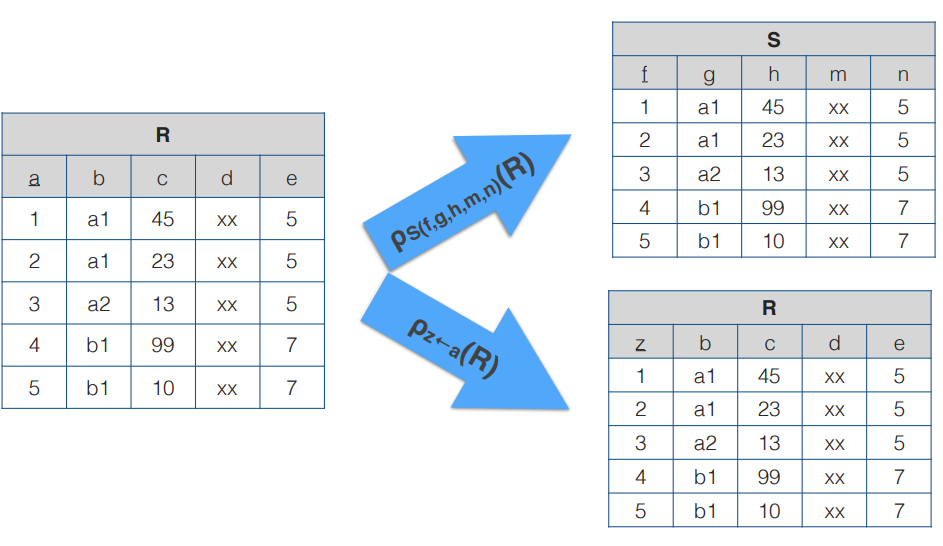 R
a b c d e
1 a1 45 xx 5
2 a1 23 xx 5
3 a2 13 xx 5
4 b1 99 xx 7
5 b1 10 xx 7
ρS(f,g,h,m,n)(R)
ρz←a(R)
S
f g h m n
1 a1 45 xx 5
2 a1 23 xx 5
3 a2 13 xx 5
4 b1 99 xx 7
5 b1 10 xx 7
R
z b c d e
1 a1 45 xx 5
2 a1 23 xx 5
3 a2 13 xx 5
4 b1 99 xx 7
5 b1 10 xx 7